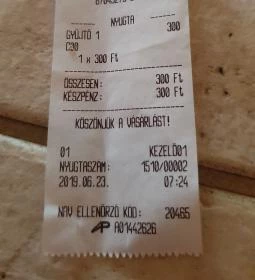 NYUGTA
GYŰJTŐ 1 300
C00
1 x 300 Ft
ÖSSZESEN: 300 Ft
KÉSZPÉNZ: 300 Ft
KÖSZÖNJÜK A VÁSÁRLÁST!
01 KEZELŐ01
NYUGTASZÁM: 1510/00002
2019.06.23. 07:24
NAV ELLENŐRZŐ KÓD: 20465
AP A01442626